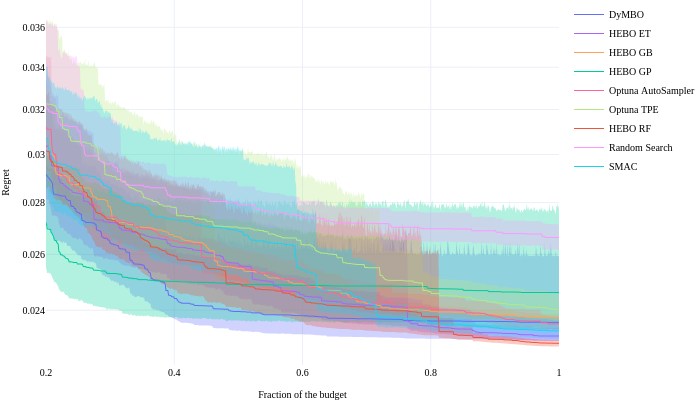 0.036
0.034
0.032
0.03
0.028
0.026
0.024
Regret
0.2
0.4
0.6
0.8
1
Fraction of the budget
DyMBO
HEBO ET
HEBO GB
HEBO GP
Optuna AutoSampler
Optuna TPE
HEBO RF
Random Search
SMAC